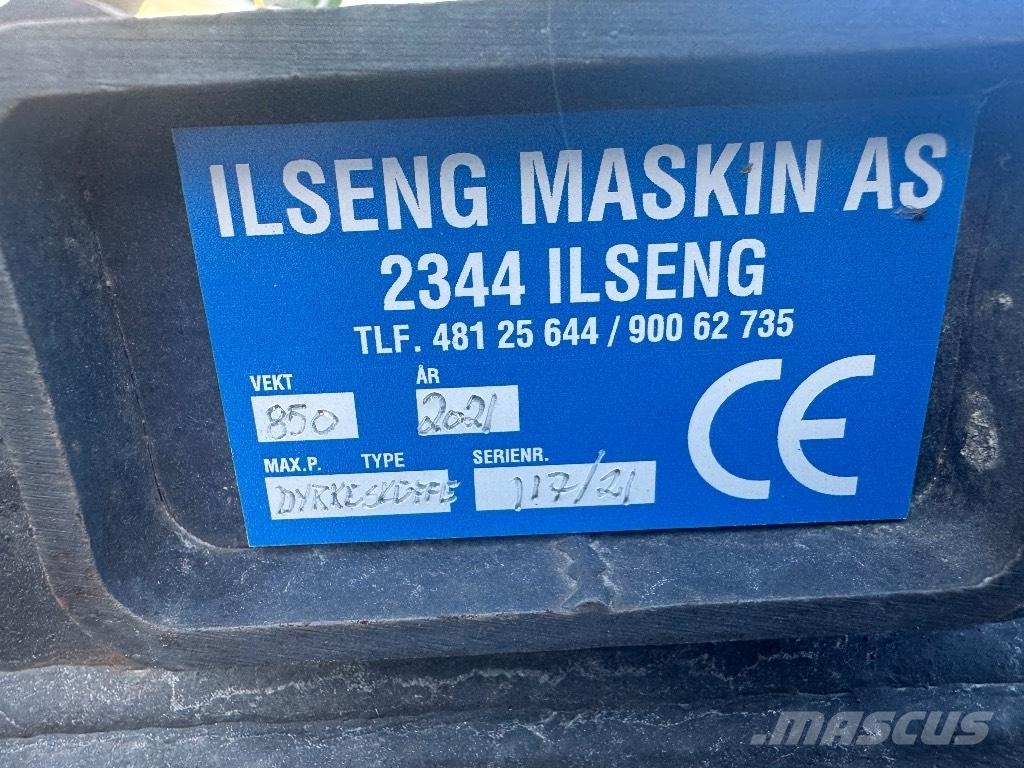 ILSENG MASKIN AS
2344 ILSENG
TLF. 481 25 644 / 900 62 735
VEKT ÅR
850 2021
CE
MAX.P. TYPE SERIENR.
DYRKESKUFFE 117/21
MASCUS